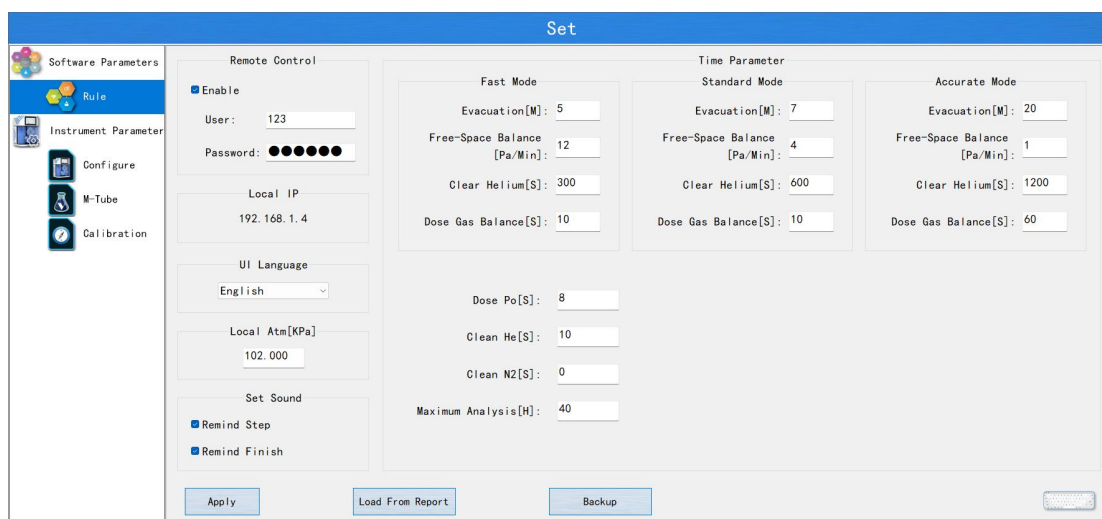 Set
Software Parameters
Rule
Instrument Parameter
Configure
M-Tube
Calibration
Remote Control
Enable
User: 123
Password: ●●●●●●
Local IP
192.168.1.4
UI Language
English
Local Atm[KPa]
102.000
Set Sound
Remind Step
Remind Finish
Time Parameter
Fast Mode
Evacuation[M]: 5
Free-Space Balance
[Pa/Min]: 12
Clear Helium[S]: 300
Dose Gas Balance[S]: 10
Standard Mode
Evacuation[M]: 7
Free-Space Balance
[Pa/Min]: 4
Clear Helium[S]: 600
Dose Gas Balance[S]: 10
Accurate Mode
Evacuation[M]: 20
Free-Space Balance
[Pa/Min]: 1
Clear Helium[S]: 1200
Dose Gas Balance[S]: 60
Dose Po[S]: 8
Clean He[S]: 10
Clean N2[S]: 0
Maximum Analysis[H]: 40
Apply
Load From Report
Backup